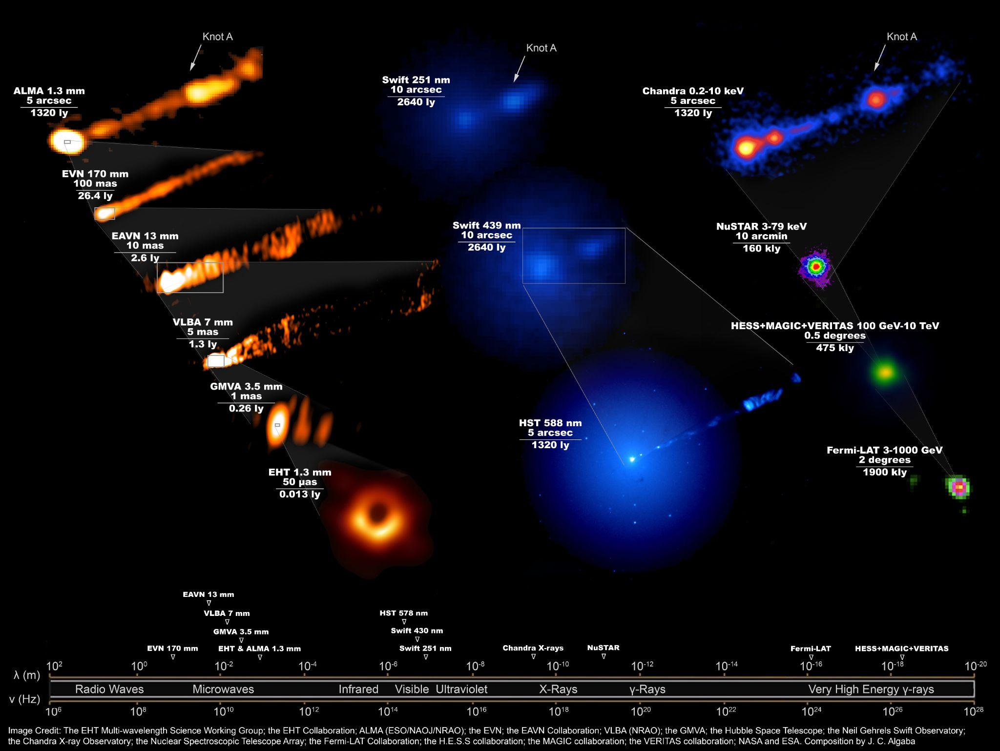 Knot A
ALMA 1.3 mm
5 arcsec
1320 ly
EVN 170 mm
100 mas
26.4 ly
EAVN 13 mm
10 mas
2.6 ly
VLBA 7 mm
5 mas
1.3 ly
GMVA 3.5 mm
1 mas
0.26 ly
EHT 1.3 mm
50 μas
0.013 ly
Knot A
Swift 251 nm
10 arcsec
2640 ly
Swift 439 nm
10 arcsec
2640 ly
HST 588 nm
5 arcsec
1320 ly
Knot A
Chandra 0.2-10 keV
5 arcsec
1320 ly
NuSTAR 3-79 keV
10 arcmin
160 kly
HESS+MAGIC+VERITAS 100 GeV-10 TeV
0.5 degrees
475 kly
Fermi-LAT 3-1000 GeV
2 degrees
1900 kly
EAVN 13 mm
VLBA 7 mm
HST 578 nm
GMVA 3.5 mm
Swift 430 nm
EVN 170 mm EHT & ALMA 1.3 mm Swift 251 nm Chandra X-rays NuSTAR Fermi-LAT HESS+MAGIC+VERITAS
λ (m) 10² 10⁰ 10⁻² 10⁻⁴ 10⁻⁶ 10⁻⁸ 10⁻¹⁰ 10⁻¹² 10⁻¹⁴ 10⁻¹⁶ 10⁻¹⁸ 10⁻²⁰
Radio Waves Microwaves Infrared Visible Ultraviolet X-Rays γ-Rays Very High Energy γ-rays
ν (Hz) 10⁶ 10⁸ 10¹⁰ 10¹² 10¹⁴ 10¹⁶ 10¹⁸ 10²⁰ 10²² 10²⁴ 10²⁶ 10²⁸
Image Credit: The EHT Multi-wavelength Science Working Group; the EHT Collaboration; ALMA (ESO/NAOJ/NRAO); the EVN; the EAVN Collaboration; VLBA (NRAO); the GMVA; the Hubble Space Telescope; the Neil Gehrels Swift Observatory;
the Chandra X-ray Observatory; the Nuclear Spectroscopic Telescope Array; the Fermi-LAT Collaboration; the H.E.S.S collaboration; the MAGIC collaboration; the VERITAS collaboration; NASA and ESA. Composition by J. C. Algaba